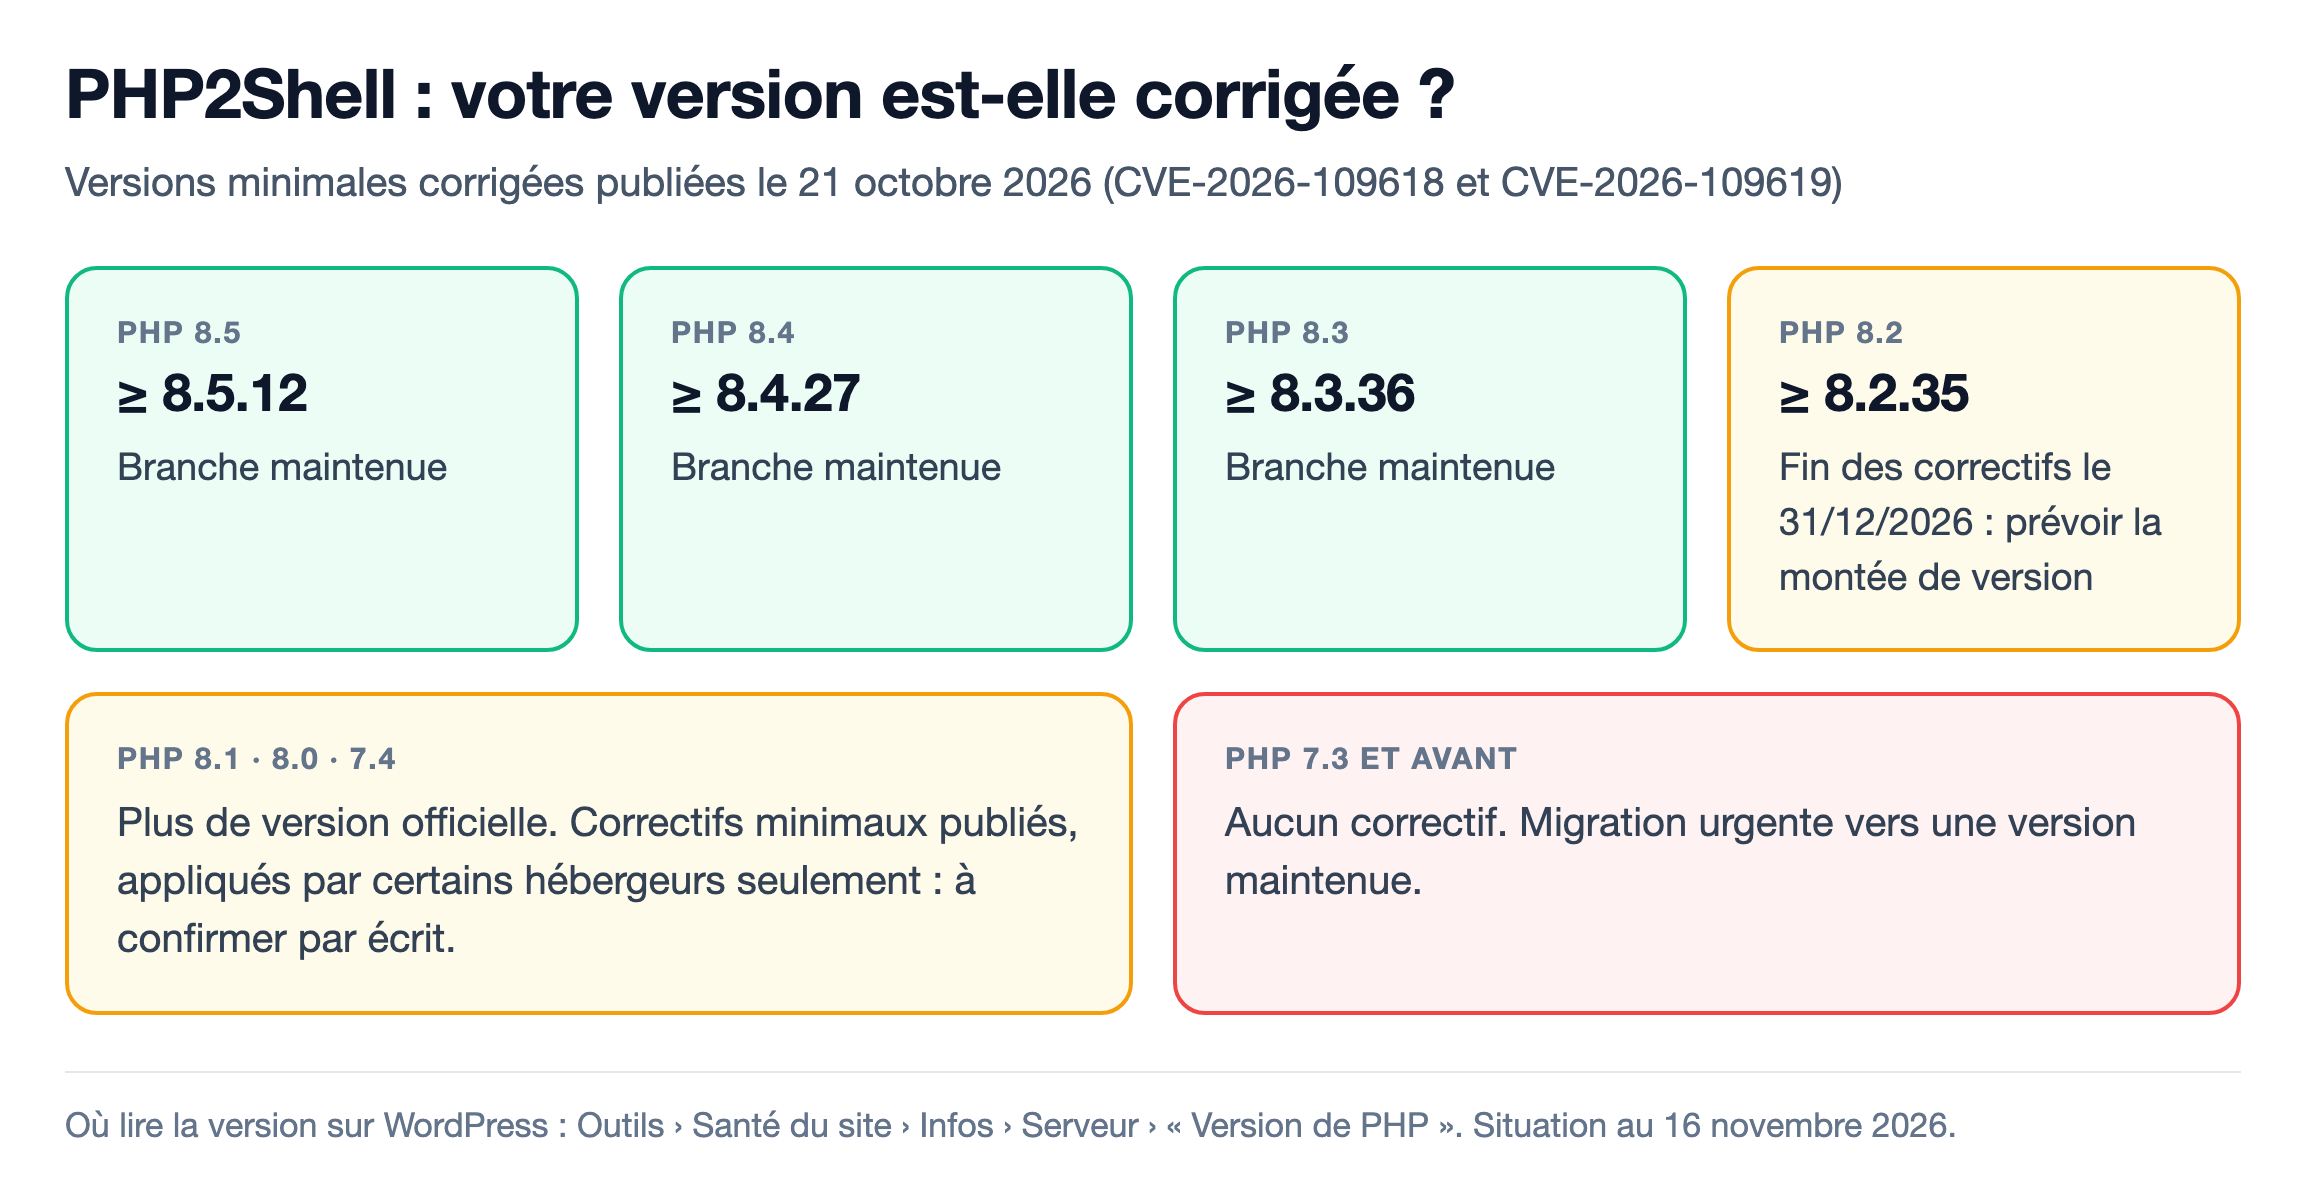 PHP2Shell : votre version est-elle corrigée ?
Versions minimales corrigées publiées le 21 octobre 2026 (CVE-2026-109618 et CVE-2026-109619)
PHP 8.5
≥ 8.5.12
Branche maintenue
PHP 8.4
≥ 8.4.27
Branche maintenue
PHP 8.3
≥ 8.3.36
Branche maintenue
PHP 8.2
≥ 8.2.35
Fin des correctifs le
31/12/2026 : prévoir la
montée de version
PHP 8.1 · 8.0 · 7.4
Plus de version officielle. Correctifs minimaux publiés,
appliqués par certains hébergeurs seulement : à
confirmer par écrit.
PHP 7.3 ET AVANT
Aucun correctif. Migration urgente vers une version
maintenue.
Où lire la version sur WordPress : Outils › Santé du site › Infos › Serveur › « Version de PHP ». Situation au 16 novembre 2026.